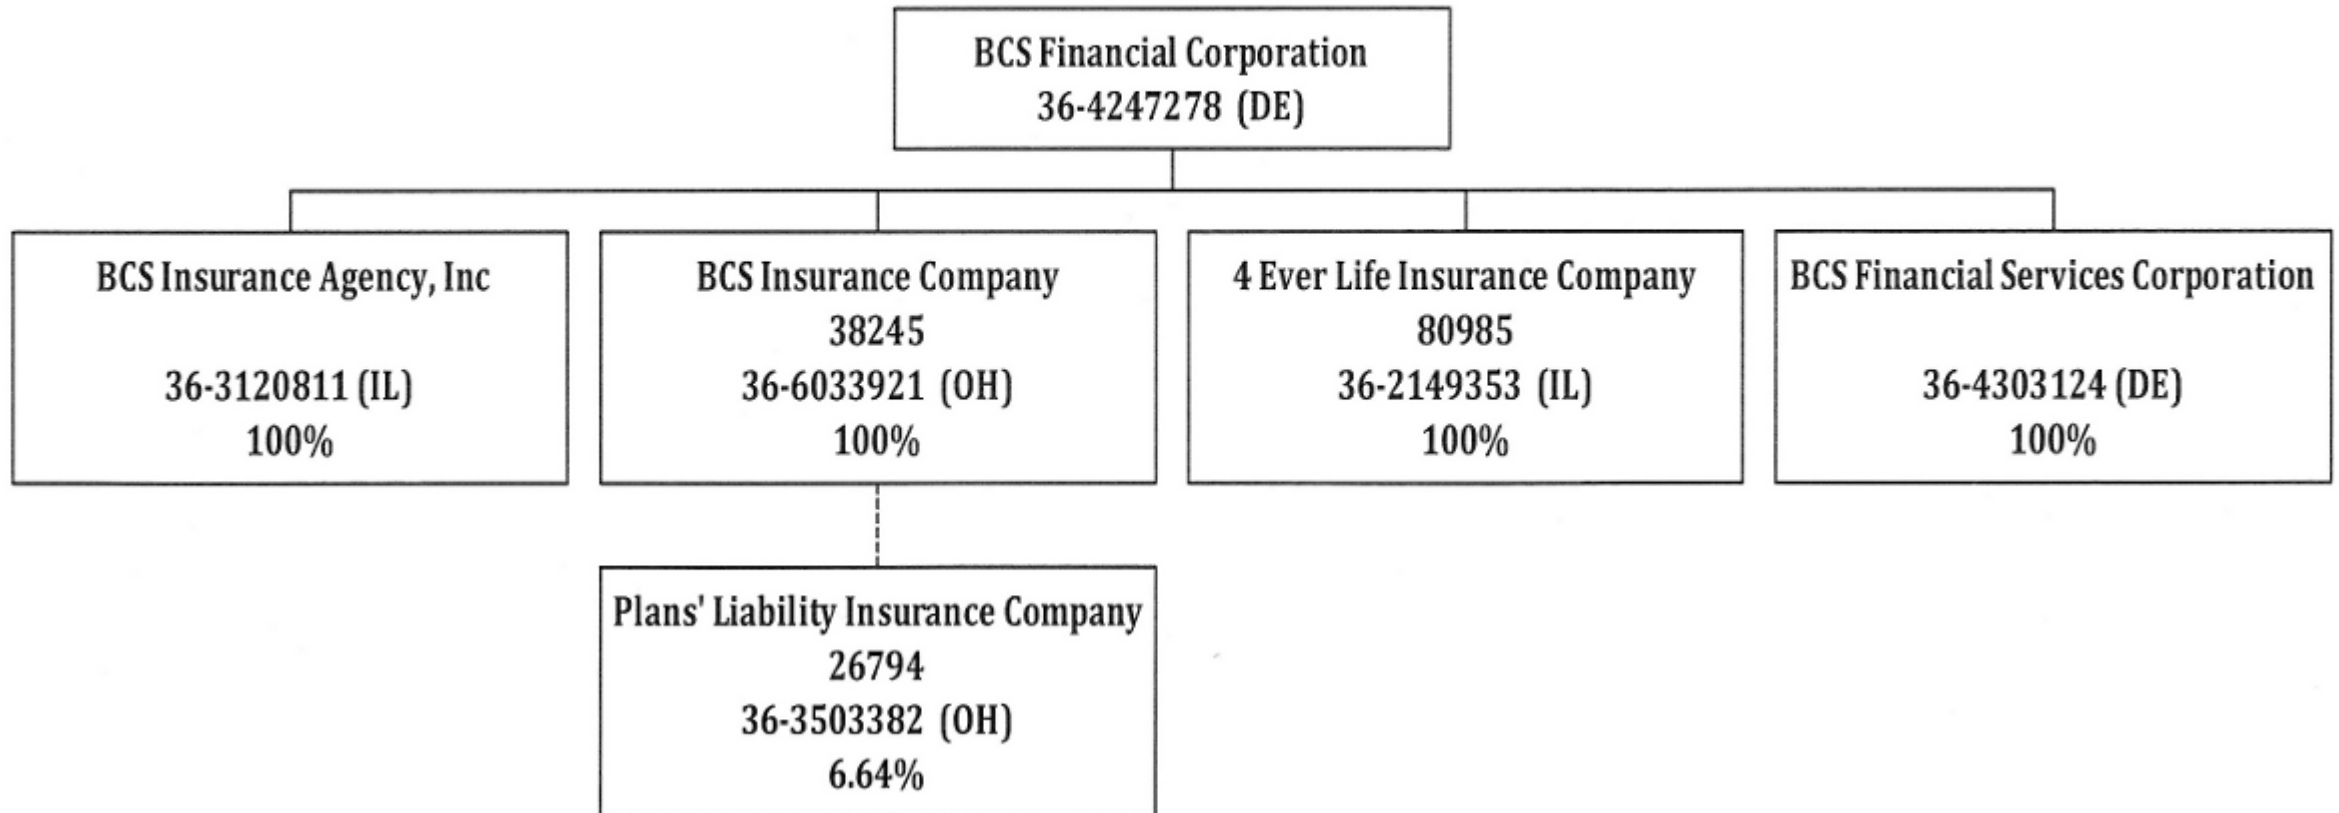 BCS Financial Corporation
36-4247278 (DE)
BCS Insurance Agency, Inc
36-3120811 (IL)
100%
BCS Insurance Company
38245
36-6033921 (OH)
100%
4 Ever Life Insurance Company
80985
36-2149353 (IL)
100%
BCS Financial Services Corporation
36-4303124 (DE)
100%
Plans' Liability Insurance Company
26794
36-3503382 (OH)
6.64%